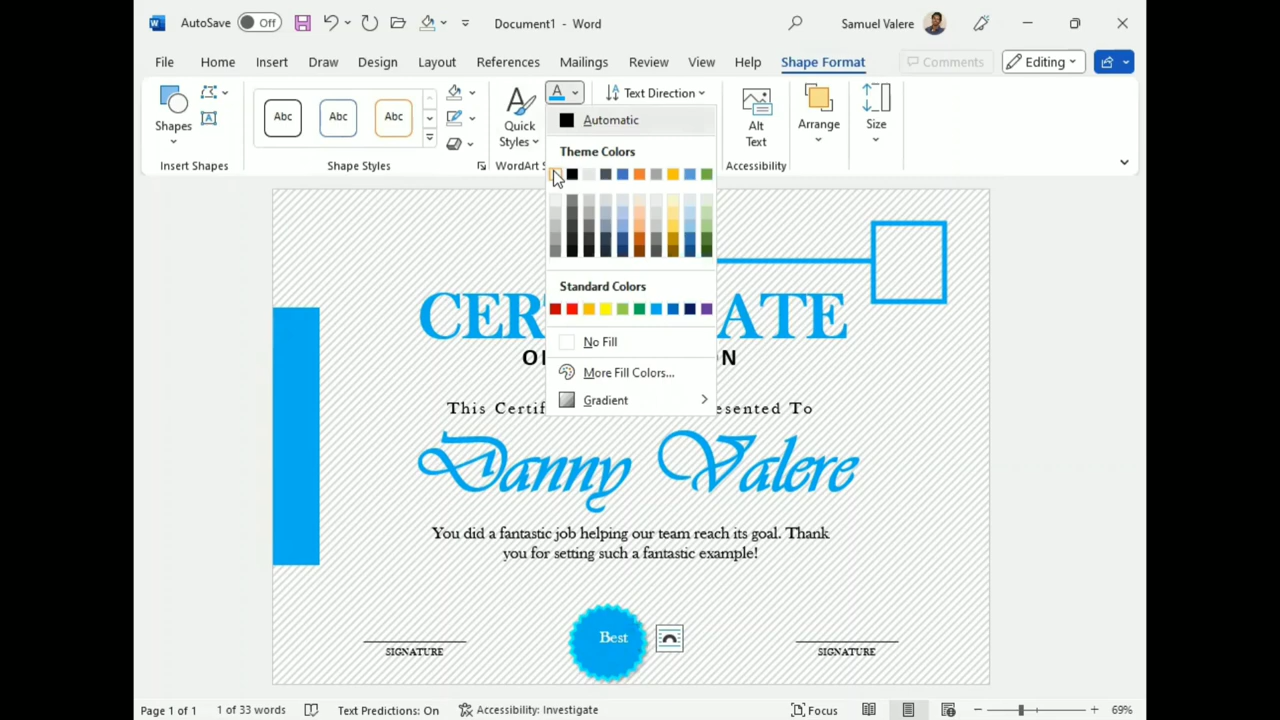 AutoSave Off Document1 - Word Samuel Valere
File Home Insert Draw Design Layout References Mailings Review View Help Shape Format Comments Editing
Shapes
Abc Abc Abc
Quick
Styles
A
Text Direction
Alt
Text
Arrange
Size
Insert Shapes Shape Styles WordArt Accessibility
Automatic
Theme Colors
Standard Colors
No Fill
More Fill Colors...
Gradient
CER ATE
O N
This Certif esented To
Danny Valere
You did a fantastic job helping our team reach its goal. Thank
you for setting such a fantastic example!
Best
SIGNATURE SIGNATURE
Page 1 of 1 1 of 33 words Text Predictions: On Accessibility: Investigate Focus 69%